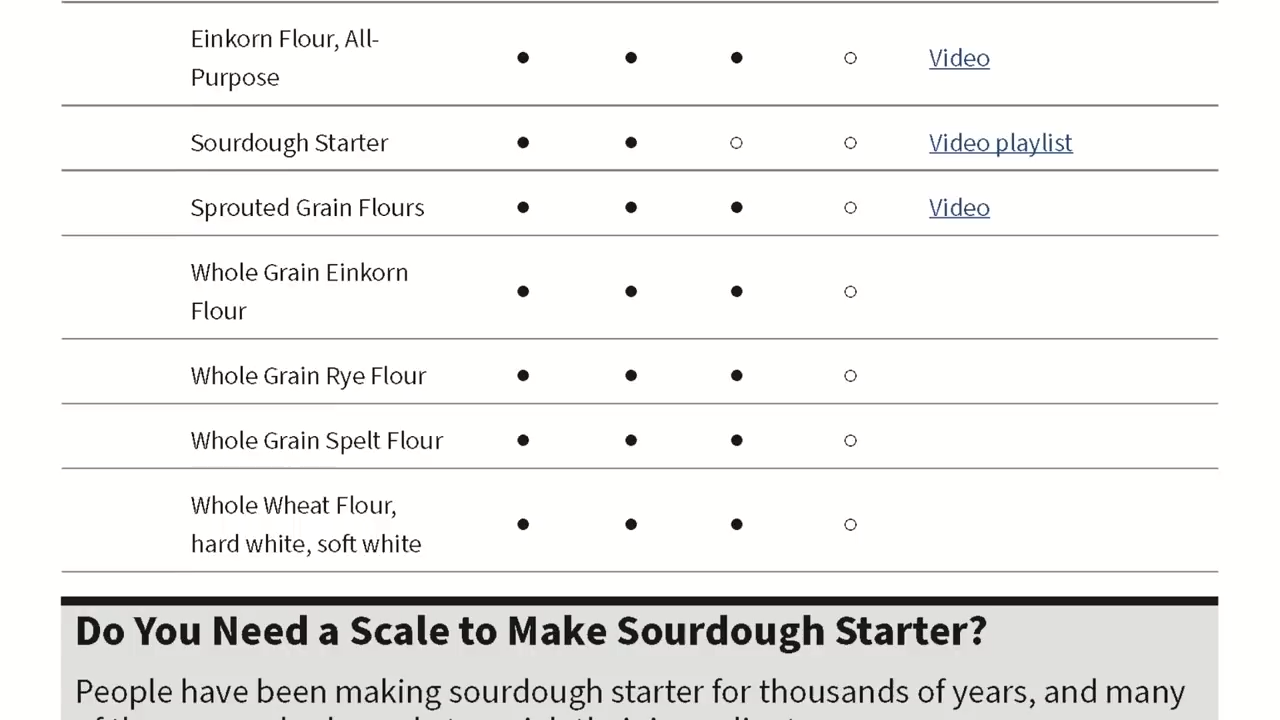 Einkorn Flour, All-
Purpose
● ● ● ○ Video
Sourdough Starter ● ● ○ ○ Video playlist
Sprouted Grain Flours ● ● ● ○ Video
Whole Grain Einkorn
Flour
● ● ● ○
Whole Grain Rye Flour ● ● ● ○
Whole Grain Spelt Flour ● ● ● ○
Whole Wheat Flour,
hard white, soft white
● ● ● ○
Do You Need a Scale to Make Sourdough Starter?
People have been making sourdough starter for thousands of years, and many